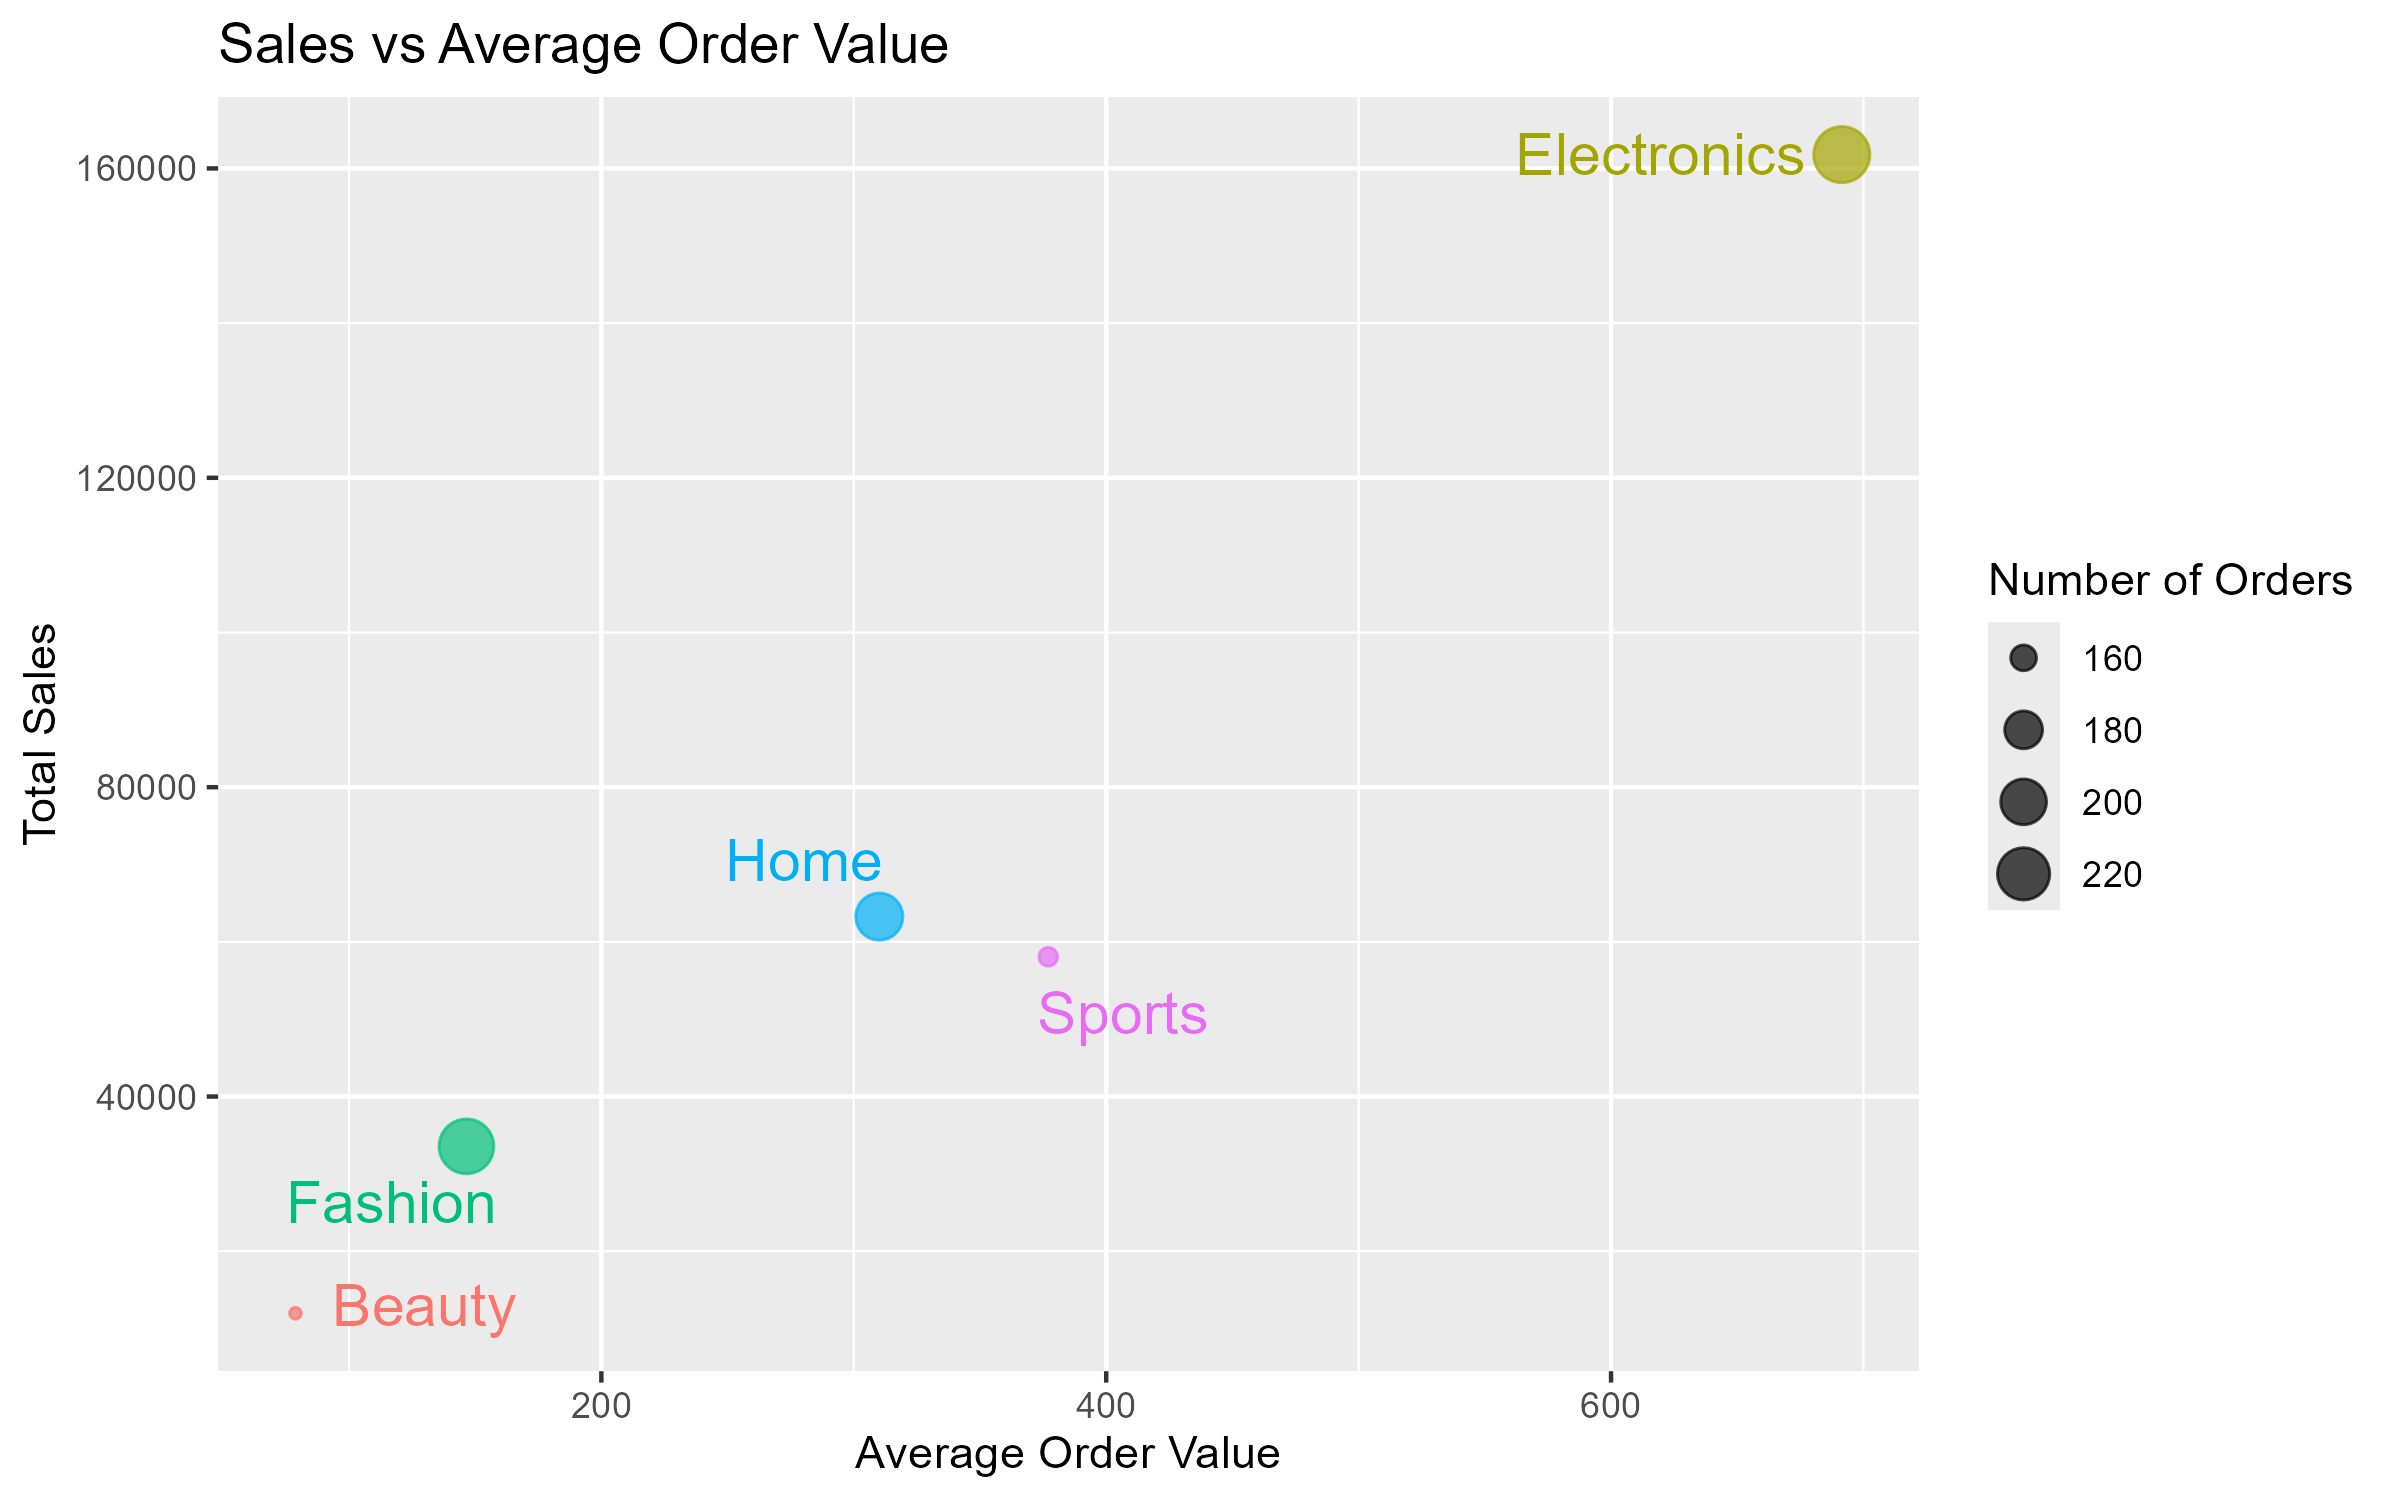 Sales vs Average Order Value
Electronics
160000
120000
Total Sales
80000
Home
Sports
40000
Fashion
Beauty
200 400 600
Average Order Value
Number of Orders
160
180
200
220